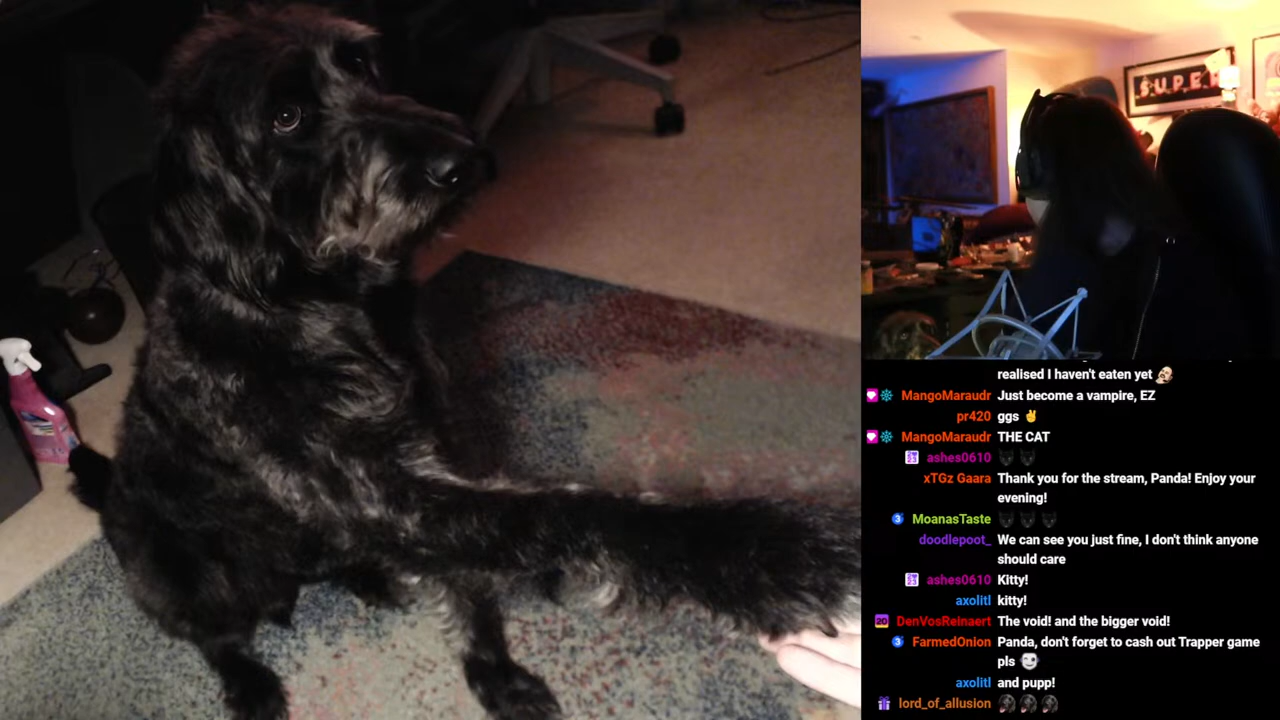 SUPER
realised I haven't eaten yet
MangoMaraudr Just become a vampire, EZ
pr420 ggs ✌
MangoMaraudr THE CAT
ashes0610
xTGz Gaara Thank you for the stream, Panda! Enjoy your
evening!
3 MoanasTaste
doodlepoot_ We can see you just fine, I don't think anyone
should care
ashes0610 Kitty!
axolitl kitty!
20 DenVosReinaert The void! and the bigger void!
3 FarmedOnion Panda, don't forget to cash out Trapper game
pls
axolitl and pupp!
lord_of_allusion